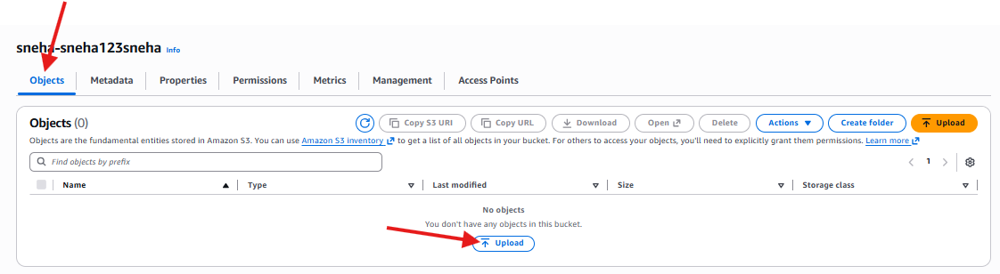 sneha-sneha123sneha Info
Objects Metadata Properties Permissions Metrics Management Access Points
Objects (0) Copy S3 URI Copy URL Download Open Delete Actions Create folder Upload
Objects are the fundamental entities stored in Amazon S3. You can use Amazon S3 inventory to get a list of all objects in your bucket. For others to access your objects, you'll need to explicitly grant them permissions. Learn more
Find objects by prefix 1
Name Type Last modified Size Storage class
No objects
You don't have any objects in this bucket.
Upload